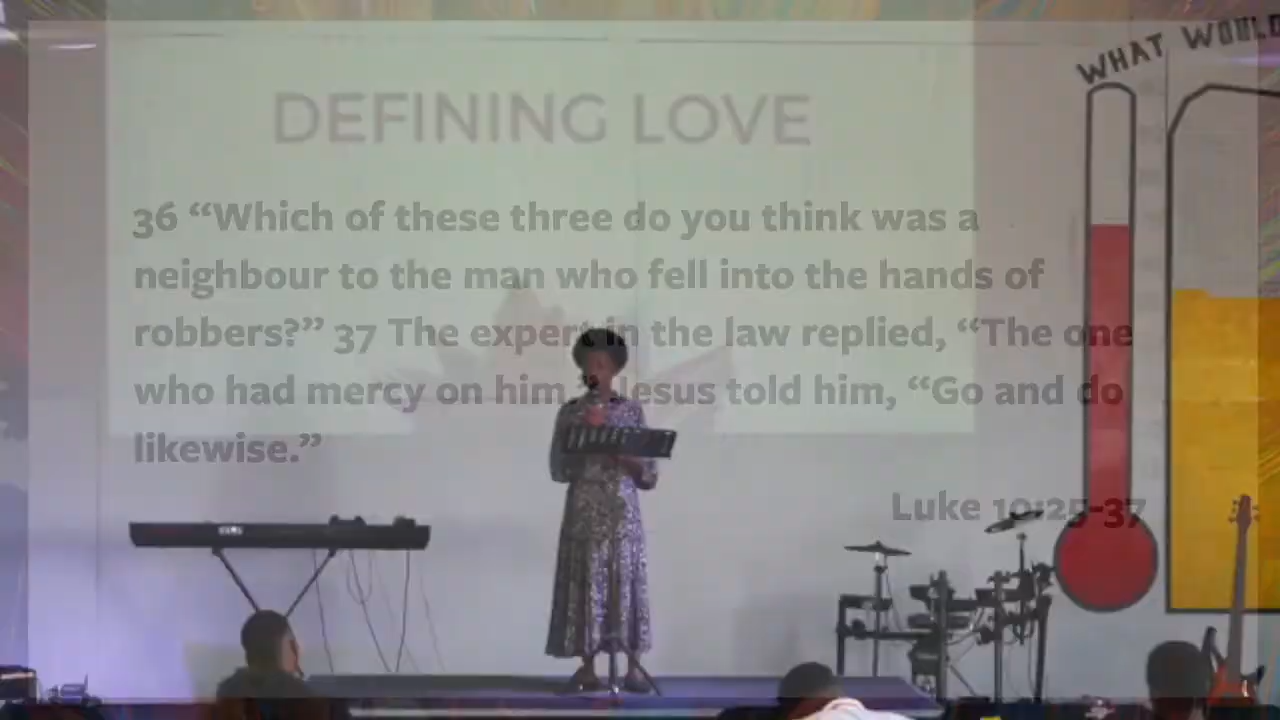 WHAT WOULD
DEFINING LOVE
36 “Which of these three do you think was a
neighbour to the man who fell into the hands of
robbers?” 37 The expert in the law replied, “The one
who had mercy on him Jesus told him, “Go and do
likewise.”
Luke 10:25-37